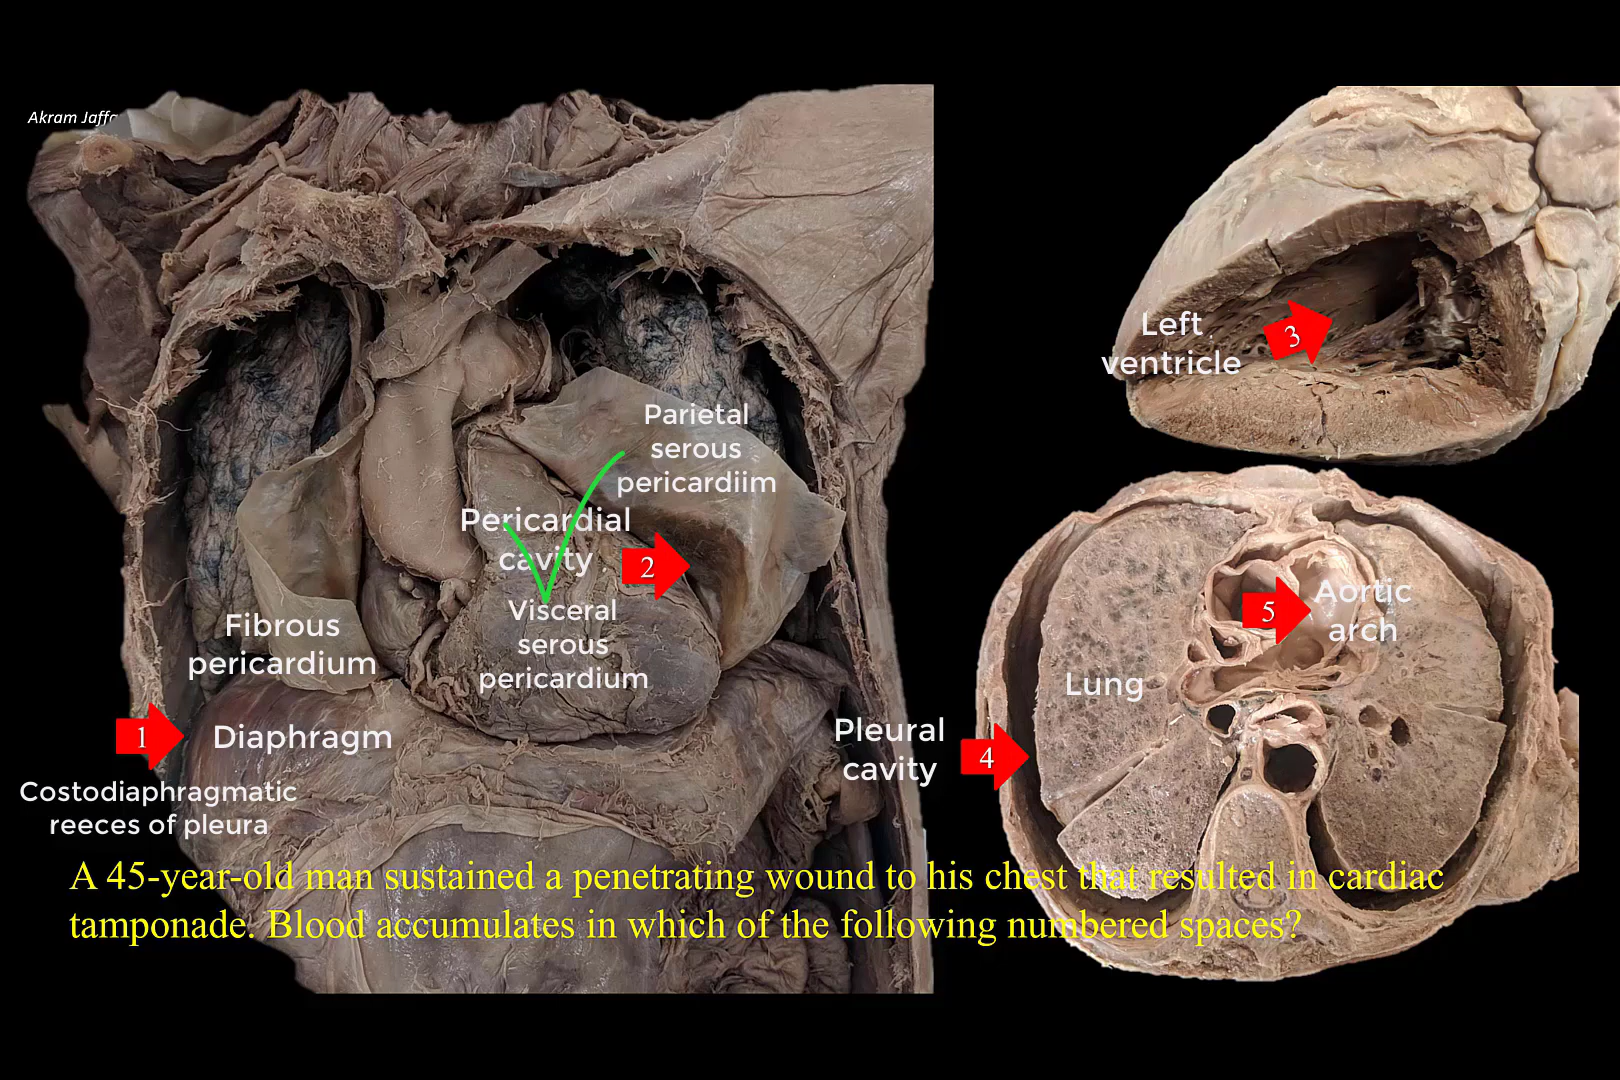 Akram Jaffa
Left
ventricle
3
Parietal
serous
pericardiim
Pericardial
cavity
2
Visceral
serous
pericardium
Fibrous
pericardium
5
Aortic
arch
Lung
1
Diaphragm
Pleural
cavity
4
Costodiaphragmatic
reeces of pleura
A 45-year-old man sustained a penetrating wound to his chest that resulted in cardiac
tamponade. Blood accumulates in which of the following numbered spaces?